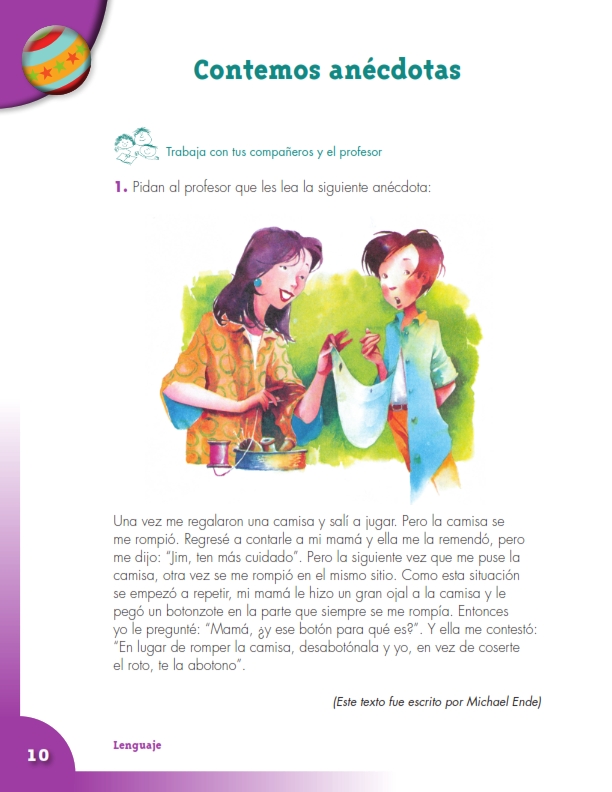 Contemos anécdotas
Trabaja con tus compañeros y el profesor
1. Pidan al profesor que les lea la siguiente anécdota:
Una vez me regalaron una camisa y salí a jugar. Pero la camisa se
me rompió. Regresé a contarle a mi mamá y ella me la remendó, pero
me dijo: “Jim, ten más cuidado”. Pero la siguiente vez que me puse la
camisa, otra vez se me rompió en el mismo sitio. Como esta situación
se empezó a repetir, mi mamá le hizo un gran ojal a la camisa y le
pegó un botonzote en la parte que siempre se me rompía. Entonces
yo le pregunté: “Mamá, ¿y ese botón para qué es?”. Y ella me contestó:
“En lugar de romper la camisa, desabotónala y yo, en vez de coserte
el roto, te la abotono”.
(Este texto fue escrito por Michael Ende)
Lenguaje
10